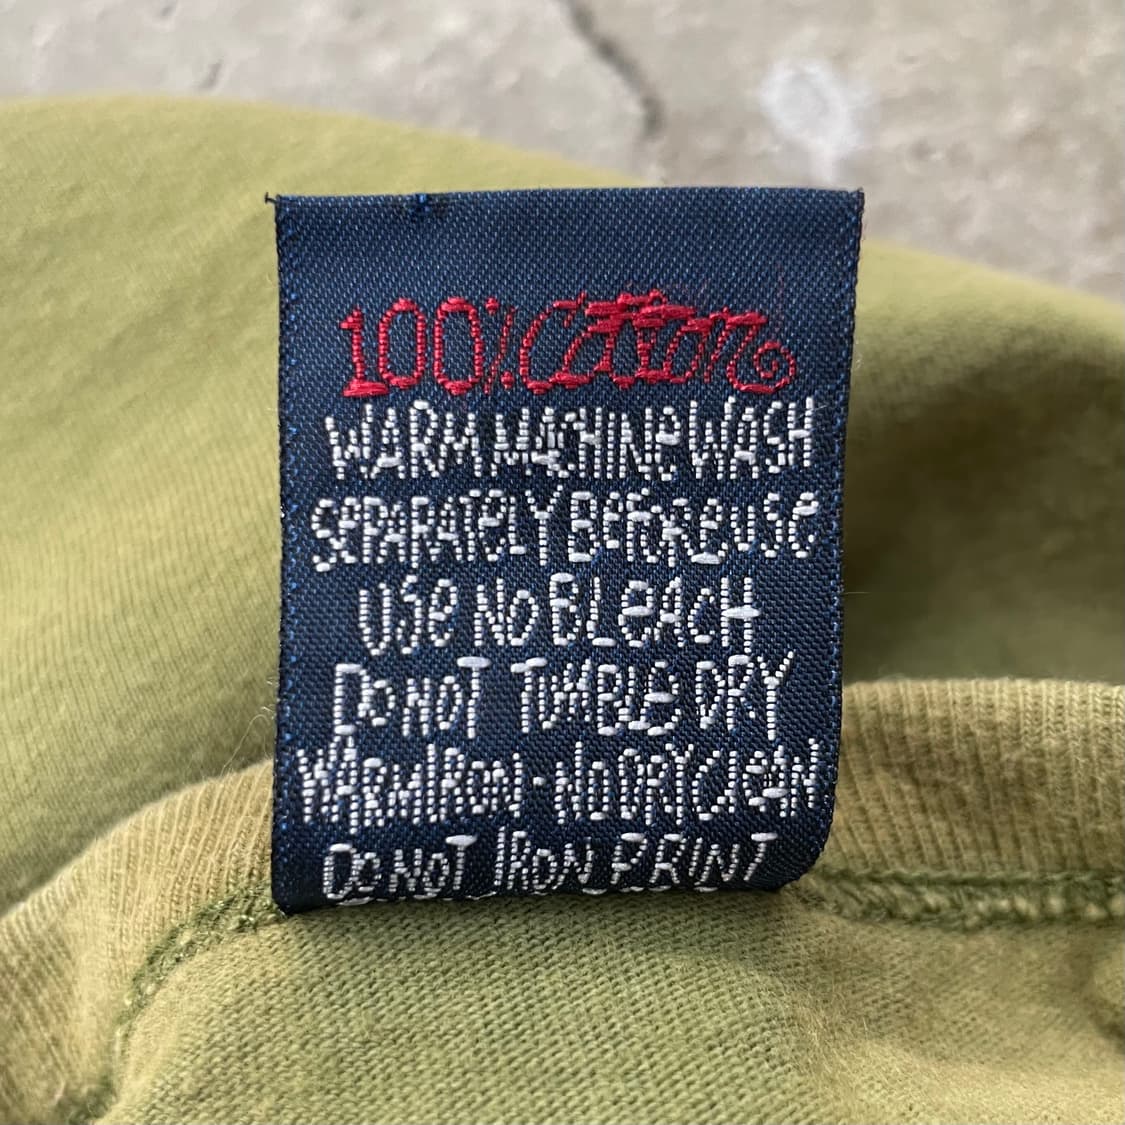 100% Cotton
WARM MACHINE WASH
SEPARATELY BEFORE USE
USE NO BLEACH
DO NOT TUMBLE DRY
WARM IRON · NO DRY CLEAN
DO NOT IRON PRINT